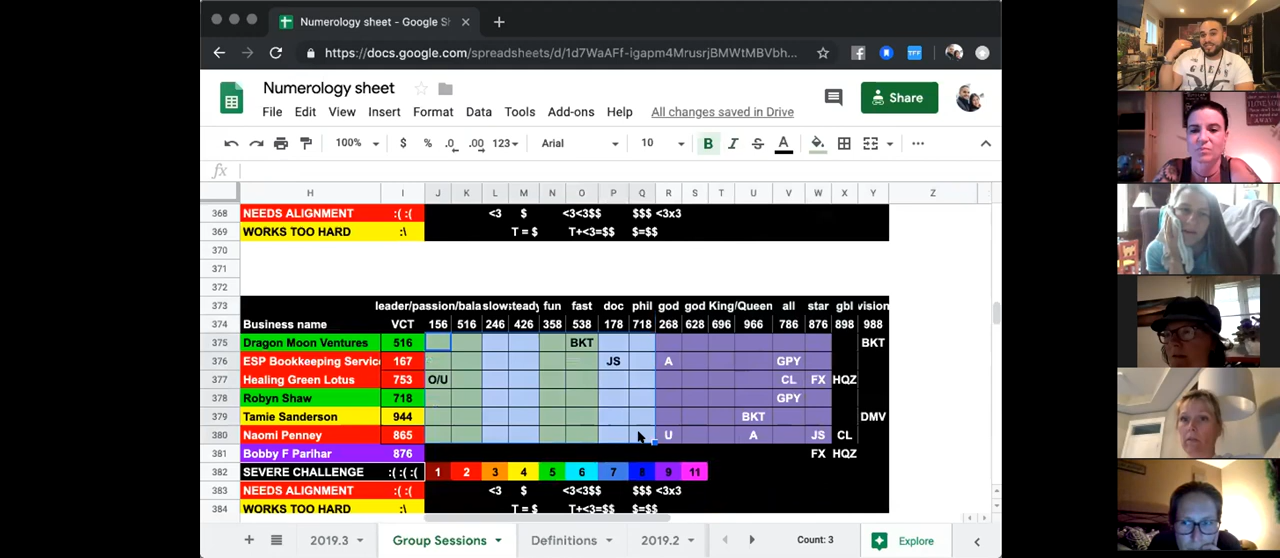 Numerology sheet - Google Sh
https://docs.google.com/spreadsheets/d/1d7WaAFf-igapm4MrusrjBMWtMBVbh...
Numerology sheet
File Edit View Insert Format Data Tools Add-ons Help All changes saved in Drive
Share
100% $ % .0 .00 123 Arial 10 B I S A
fx
H I J K L M N O P Q R S T U V W X Y Z
368 NEEDS ALIGNMENT :( :( <3 $ <3<3$$ $$$ <3x3
369 WORKS TOO HARD :\ T = $ T+<3=$$ $=$$
370
371
372
373 leader/passion/bala slow steady fun fast doc phil god god King/Queen all star gbl vision
374 Business name VCT 156 516 246 426 358 538 178 718 268 628 696 966 786 876 898 988
375 Dragon Moon Ventures 516 BKT BKT
376 ESP Bookkeeping Servic 167 JS A GPY
377 Healing Green Lotus 753 O/U CL FX HQZ
378 Robyn Shaw 718 GPY
379 Tamie Sanderson 944 BKT DMV
380 Naomi Penney 865 U A JS CL
381 Bobby F Parihar 876 FX HQZ
382 SEVERE CHALLENGE :( :( :( 1 2 3 4 5 6 7 8 9 11
383 NEEDS ALIGNMENT :( :( <3 $ <3<3$$ $$$ <3x3
384 WORKS TOO HARD :\ T = $ T+<3=$$ $=$$
2019.3 Group Sessions Definitions 2019.2 Count: 3 Explore